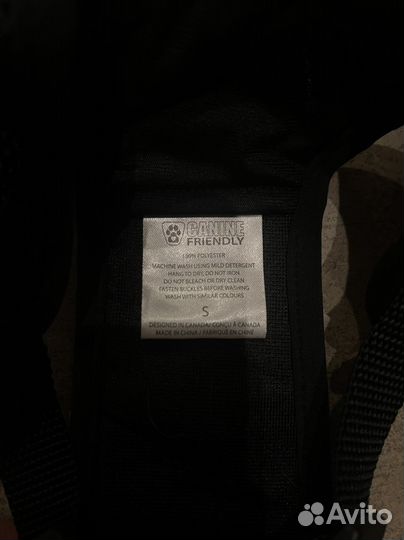 CANINE
FRIENDLY
100% POLYESTER
MACHINE WASH USING MILD DETERGENT
HANG TO DRY, DO NOT IRON
DO NOT BLEACH OR DRY CLEAN
FASTEN BUCKLES BEFORE WASHING
WASH WITH SIMILAR COLOURS
S
DESIGNED IN CANADA/ CONÇU À CANADA
MADE IN CHINA / FABRIQUÉ EN CHINE
Avito